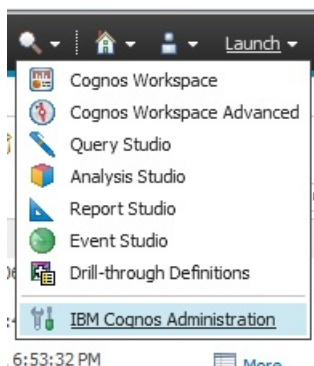 Launch
Cognos Workspace
Cognos Workspace Advanced
Query Studio
Analysis Studio
Report Studio
Event Studio
Drill-through Definitions
IBM Cognos Administration
6:53:32 PM
More